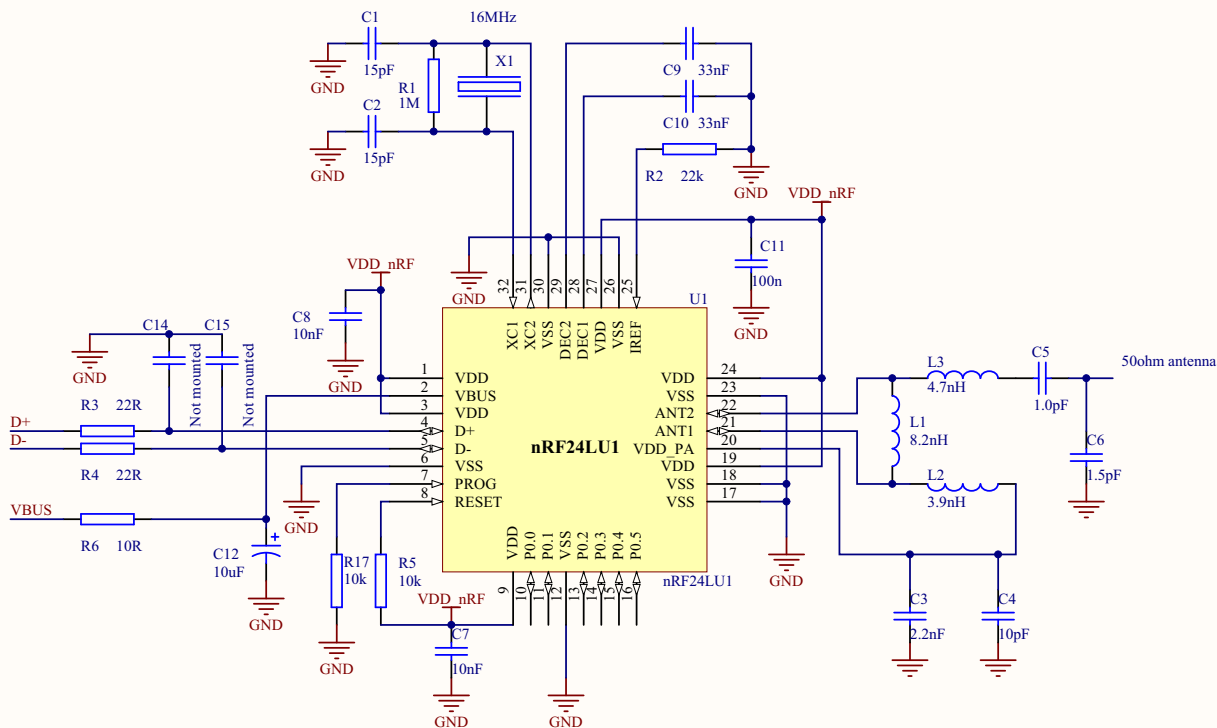 C1
16MHz
15pF
GND
R1
1M
X1
C2
15pF
GND
C9
33nF
C10
33nF
R2
22k
GND
VDD_nRF
C11
100n
GND
GND
VDD_nRF
C8
10nF
GND
32
31
30
29
28
27
26
25
XC1
XC2
VSS
DEC2
DEC1
VDD
VSS
IREF
U1
C14
C15
GND
Not mounted
Not mounted
R3
22R
D+
D-
R4
22R
VBUS
R6
10R
C12
+
10uF
GND
1
2
3
4
5
6
7
8
VDD
VBUS
VDD
D+
D-
VSS
PROG
RESET
GND
nRF24LU1
24
23
22
21
20
19
18
17
VDD
VSS
ANT2
ANT1
VDD_PA
VDD
VSS
VSS
GND
L3
4.7nH
C5
1.0pF
50ohm antenna
L1
8.2nH
L2
3.9nH
C6
1.5pF
R17
10k
R5
10k
GND
VDD_nRF
C7
10nF
GND
VDD
P0.0
P0.1
VSS
P0.2
P0.3
P0.4
P0.5
9
10
11
12
13
14
15
16
GND
nRF24LU1
C3
2.2nF
GND
C4
10pF
GND
GND